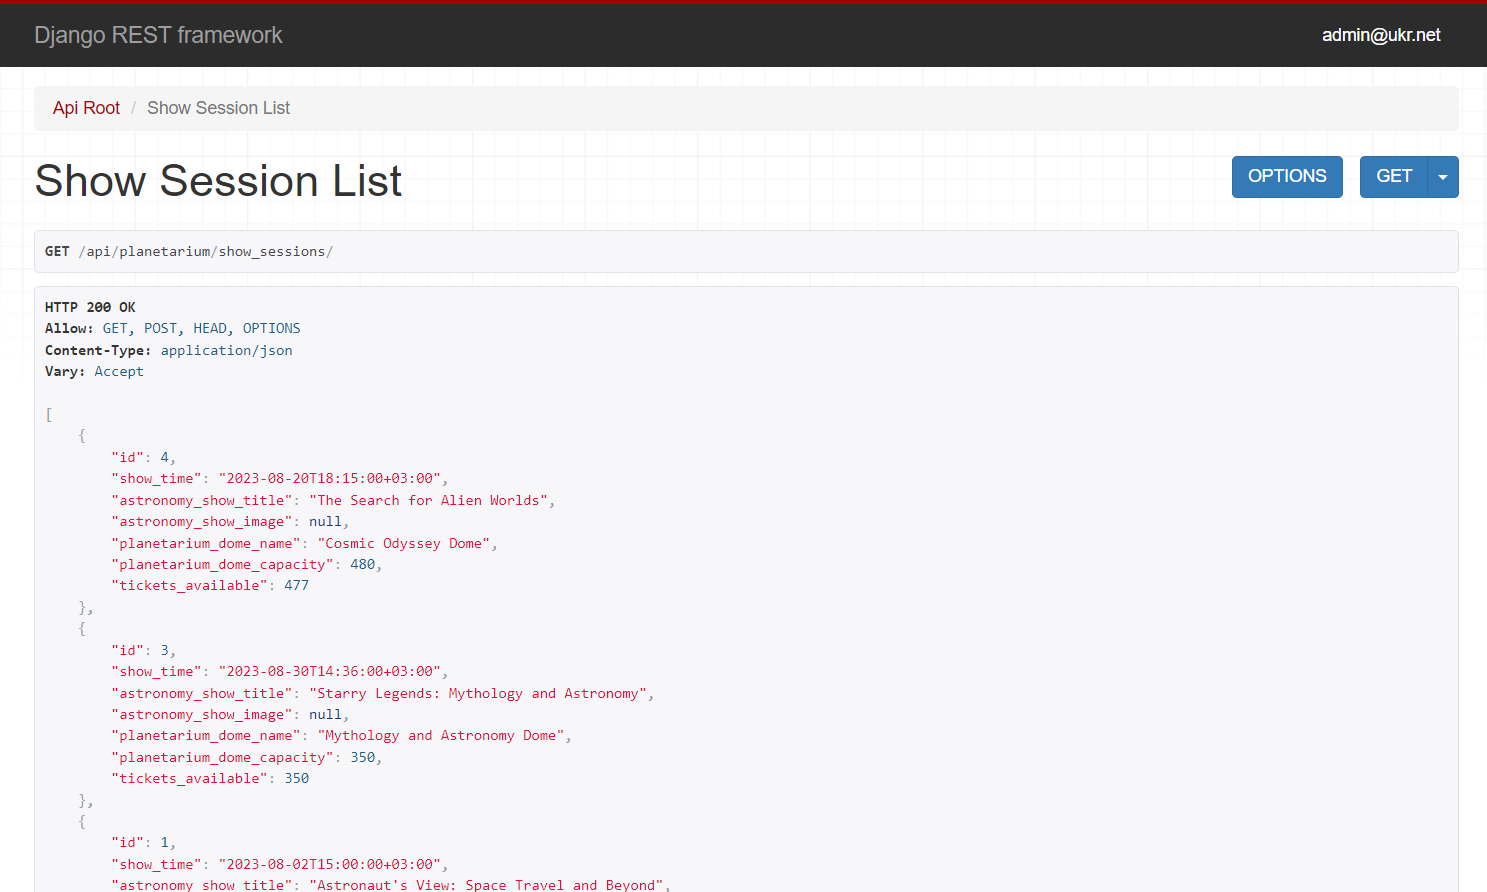 Django REST framework
admin@ukr.net
Api Root / Show Session List
Show Session List
OPTIONS
GET
GET /api/planetarium/show_sessions/
HTTP 200 OK
Allow: GET, POST, HEAD, OPTIONS
Content-Type: application/json
Vary: Accept
[
    {
        "id": 4,
        "show_time": "2023-08-20T18:15:00+03:00",
        "astronomy_show_title": "The Search for Alien Worlds",
        "astronomy_show_image": null,
        "planetarium_dome_name": "Cosmic Odyssey Dome",
        "planetarium_dome_capacity": 480,
        "tickets_available": 477
    },
    {
        "id": 3,
        "show_time": "2023-08-30T14:36:00+03:00",
        "astronomy_show_title": "Starry Legends: Mythology and Astronomy",
        "astronomy_show_image": null,
        "planetarium_dome_name": "Mythology and Astronomy Dome",
        "planetarium_dome_capacity": 350,
        "tickets_available": 350
    },
    {
        "id": 1,
        "show_time": "2023-08-02T15:00:00+03:00",
        "astronomy_show_title": "Astronaut's View: Space Travel and Beyond",